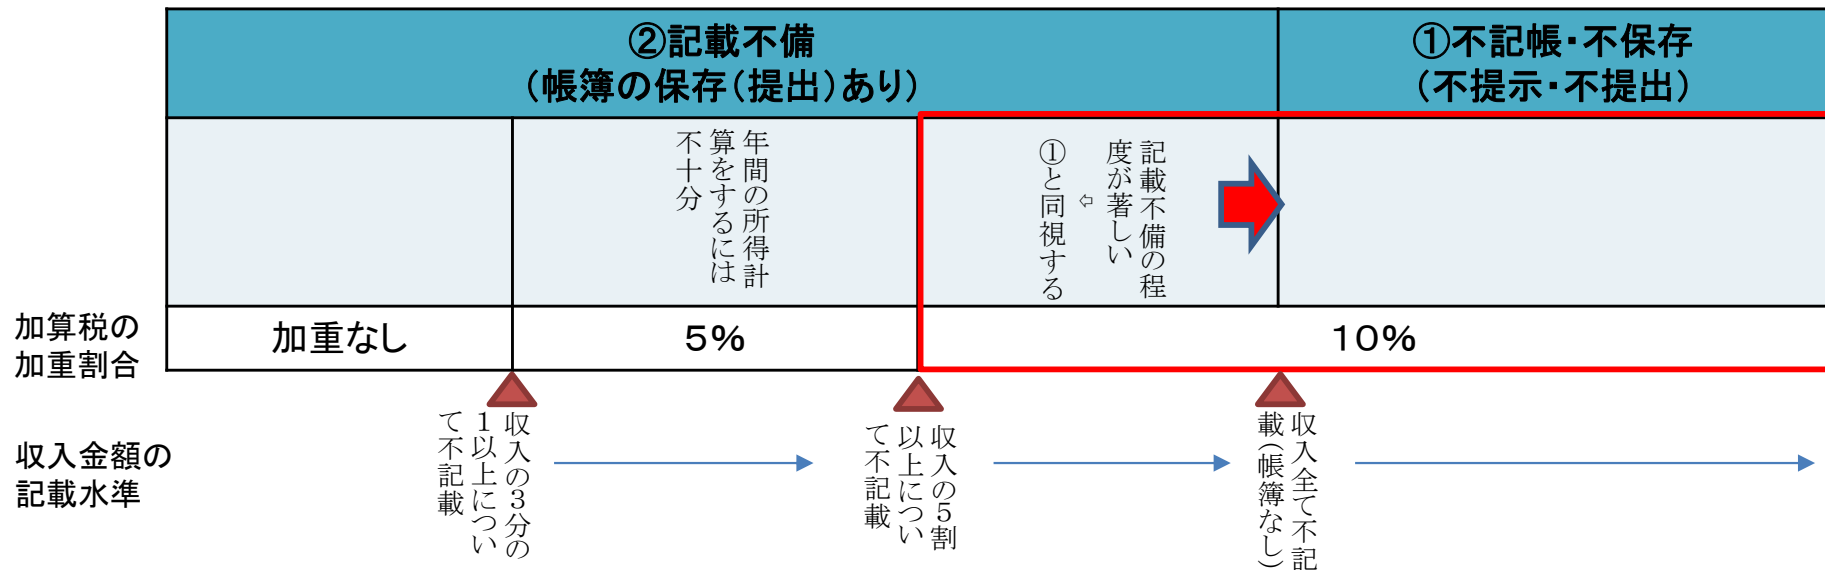 ②記載不備
(帳簿の保存(提出)あり)
①不記帳・不保存
(不提示・不提出)
年間の所得計
算をするには
不十分
記載不備の程
度が著しい
⇦
①と同視する
加算税の
加重割合
加重なし
5%
10%
収入金額の
記載水準
収入の3分の
1以上につい
て不記載
収入の5割
以上につい
て不記載
収入全て不記
載(帳簿なし)